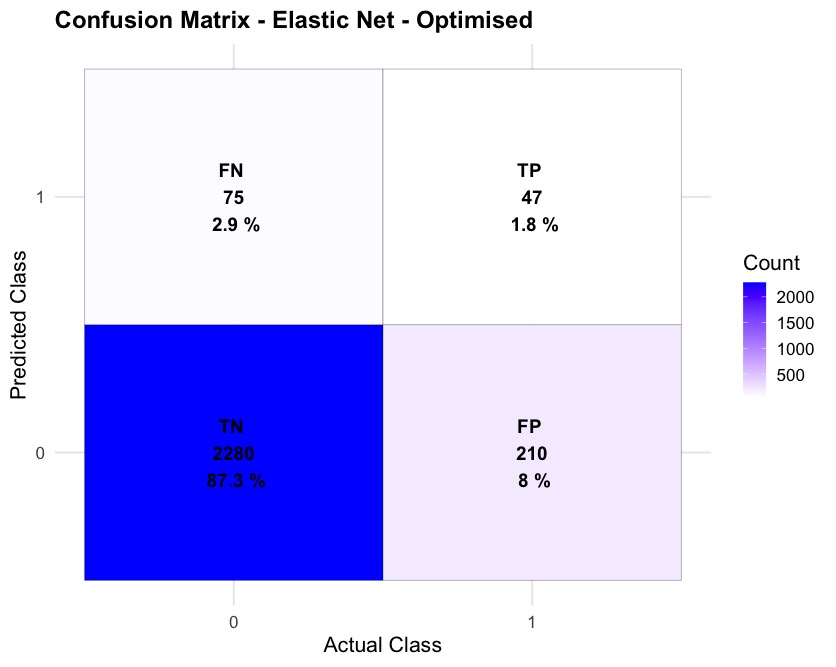 Confusion Matrix - Elastic Net - Optimised
Predicted Class
1
0
FN
75
2.9 %
TP
47
1.8 %
TN
2280
87.3 %
FP
210
8 %
0
1
Actual Class
Count
2000
1500
1000
500